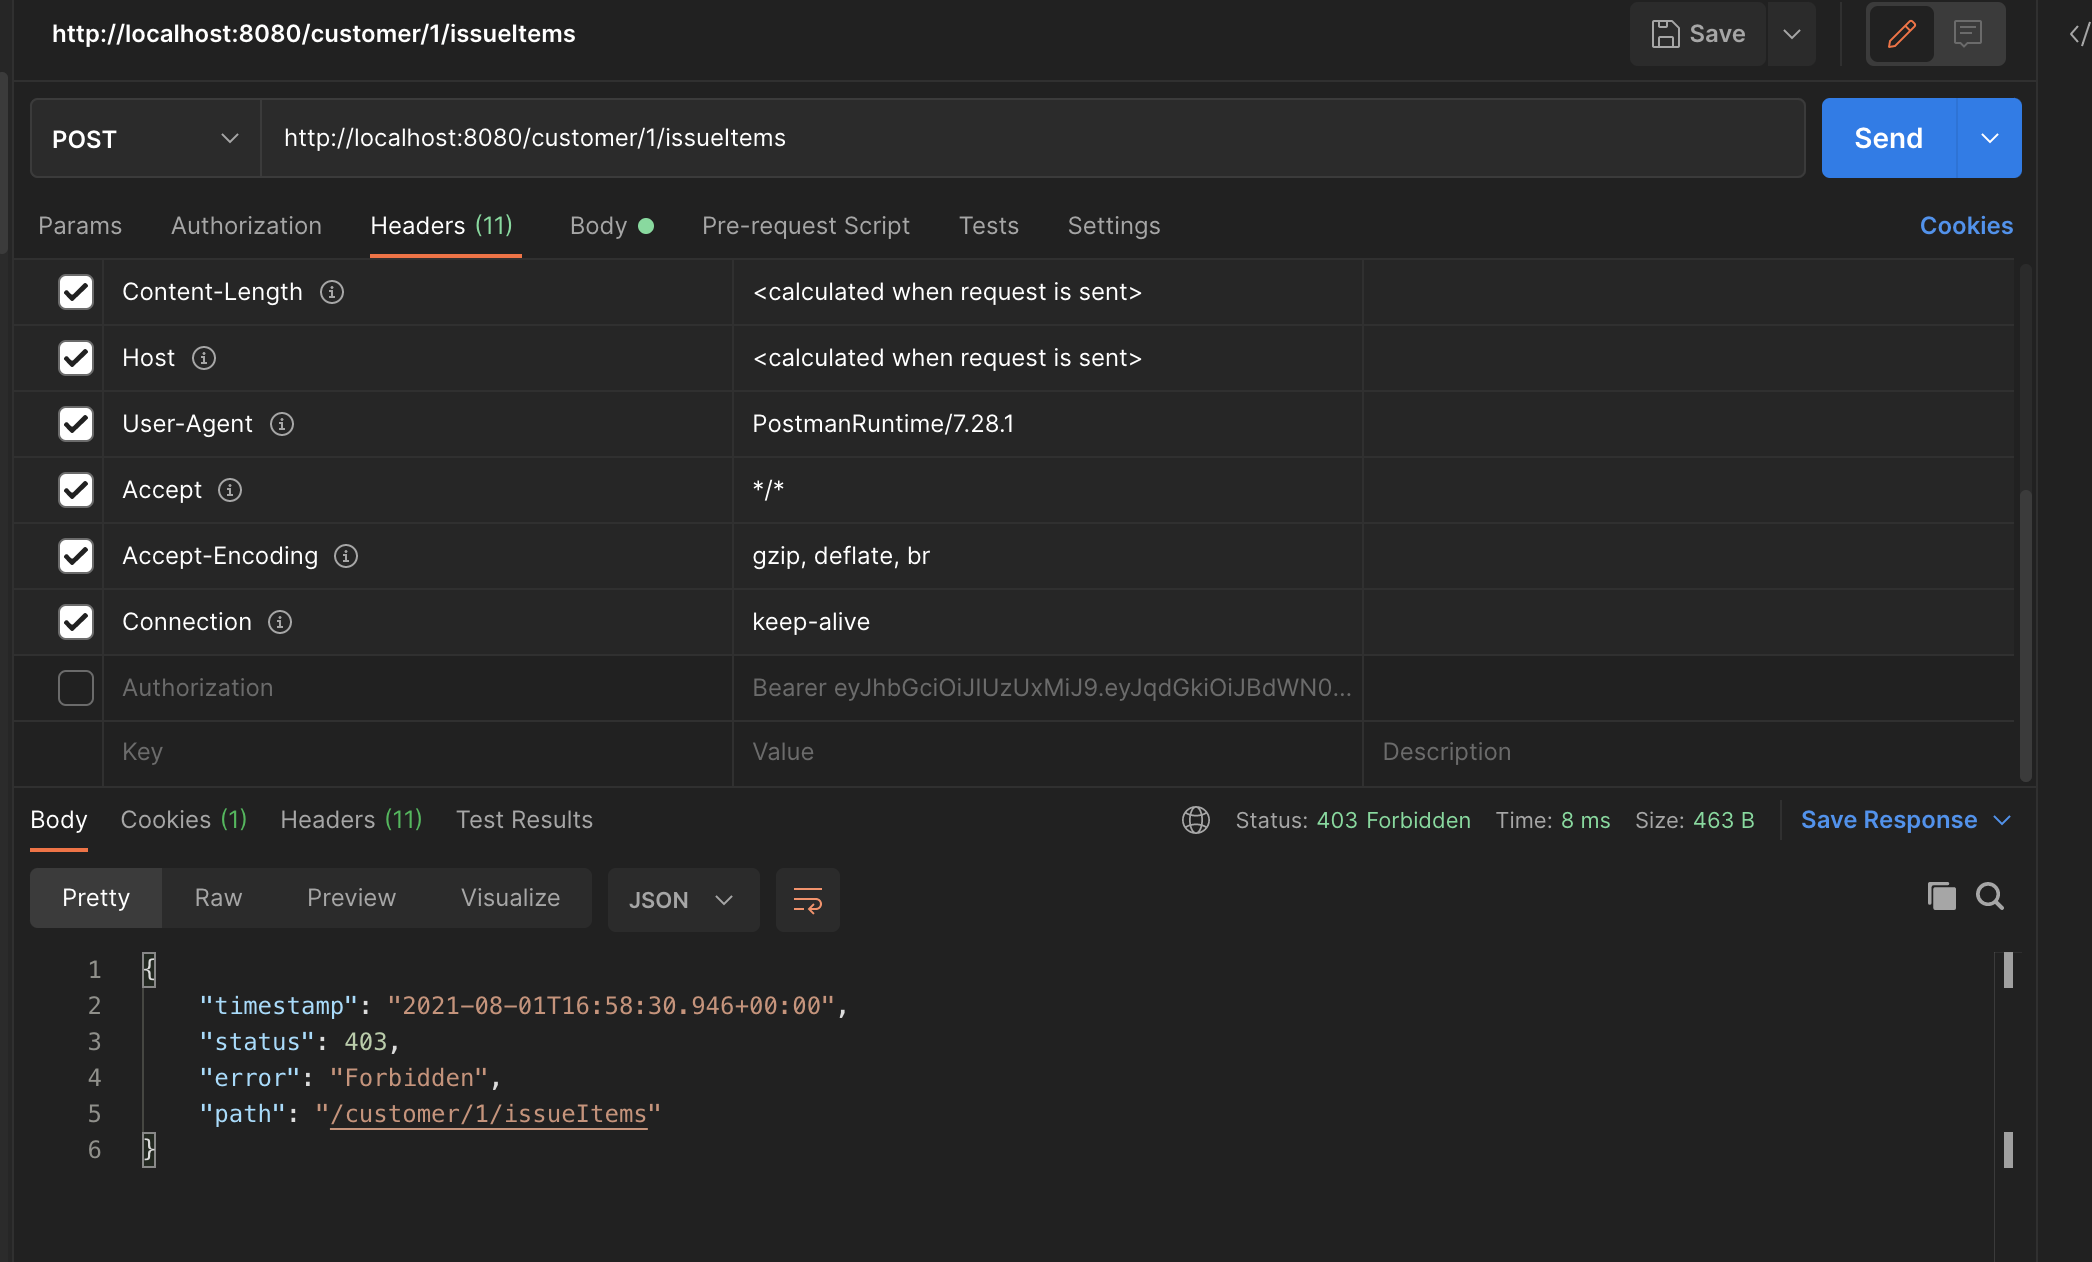 http://localhost:8080/customer/1/issueItems
Save
POST
http://localhost:8080/customer/1/issueItems
Send
Params Authorization Headers (11) Body Pre-request Script Tests Settings Cookies
Content-Length <calculated when request is sent>
Host <calculated when request is sent>
User-Agent PostmanRuntime/7.28.1
Accept */*
Accept-Encoding gzip, deflate, br
Connection keep-alive
Authorization Bearer eyJhbGciOiJIUzUxMiJ9.eyJqdGkiOiJBdWN0...
Key Value Description
Body Cookies (1) Headers (11) Test Results Status: 403 Forbidden Time: 8 ms Size: 463 B Save Response
Pretty Raw Preview Visualize JSON
1 {
2 "timestamp": "2021-08-01T16:58:30.946+00:00",
3 "status": 403,
4 "error": "Forbidden",
5 "path": "/customer/1/issueItems"
6 }